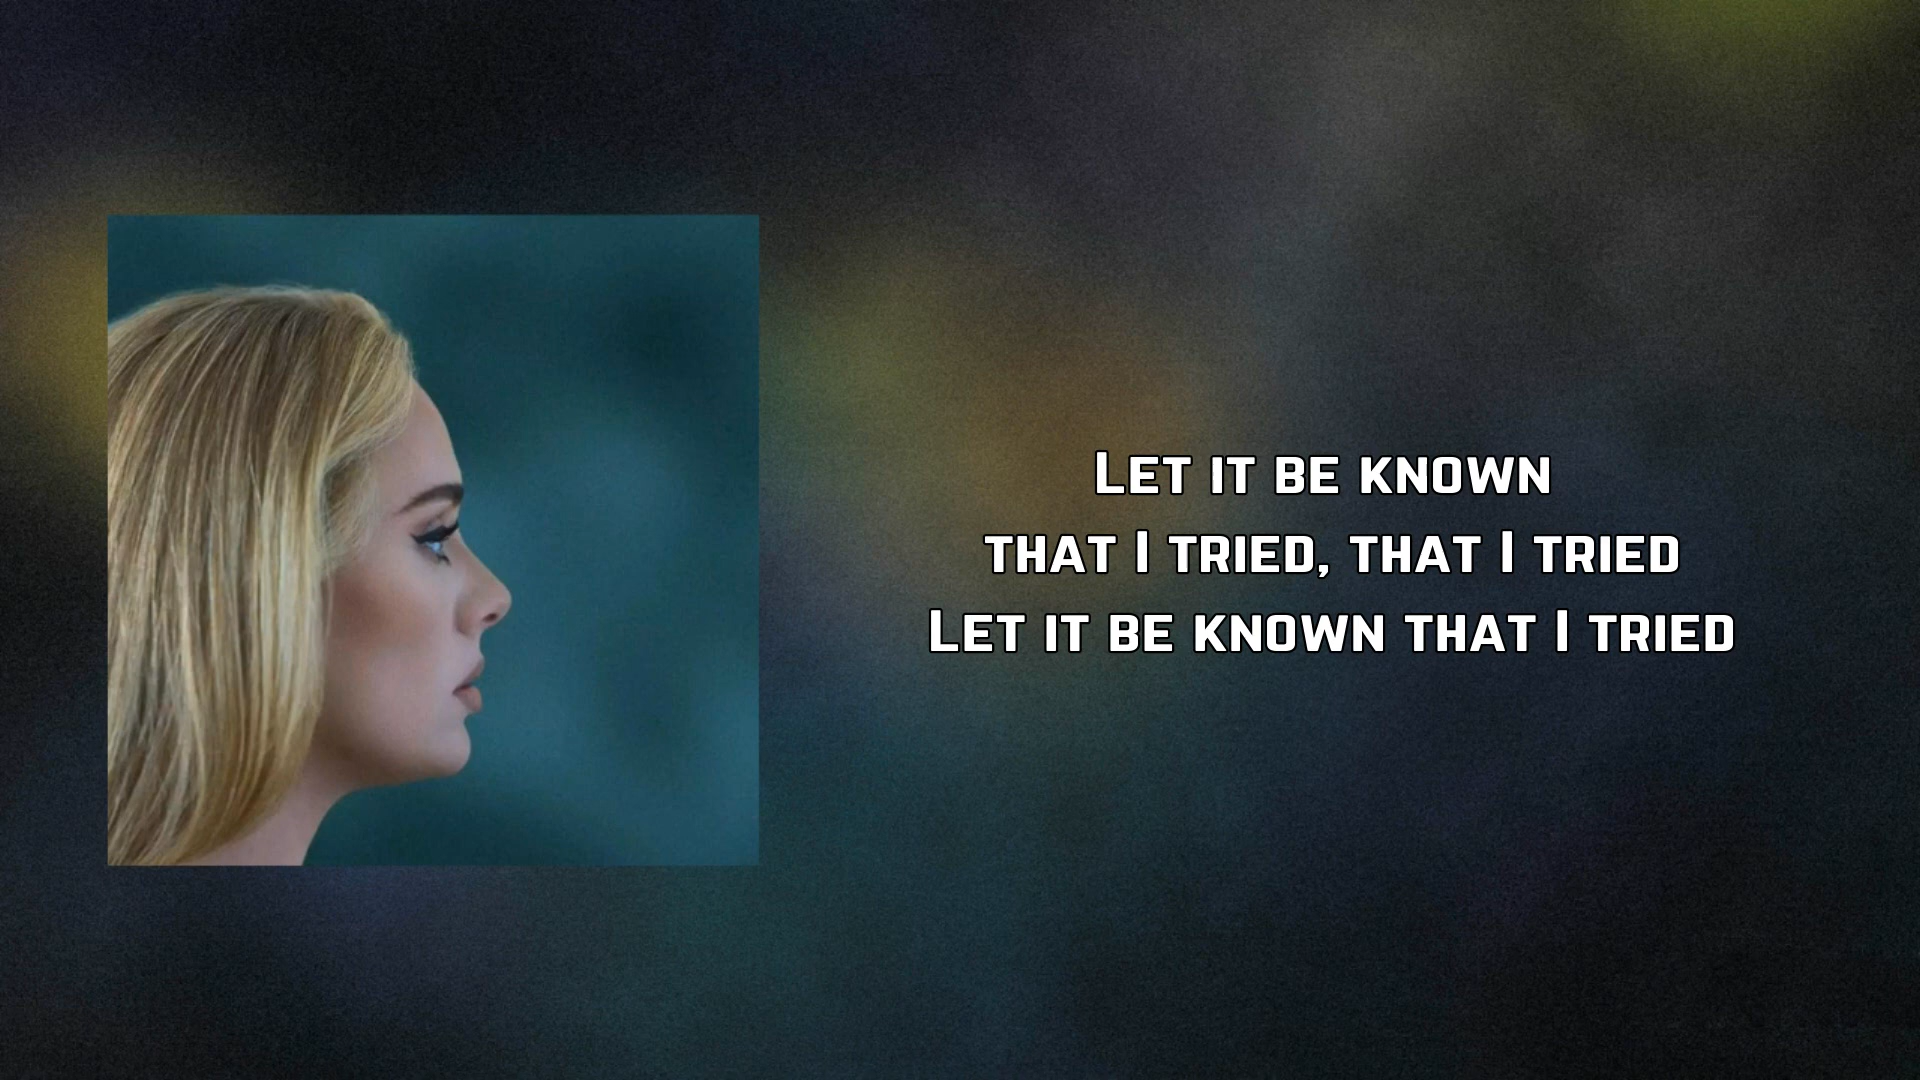 Let it be known
that I tried, that I tried
Let it be known that I tried